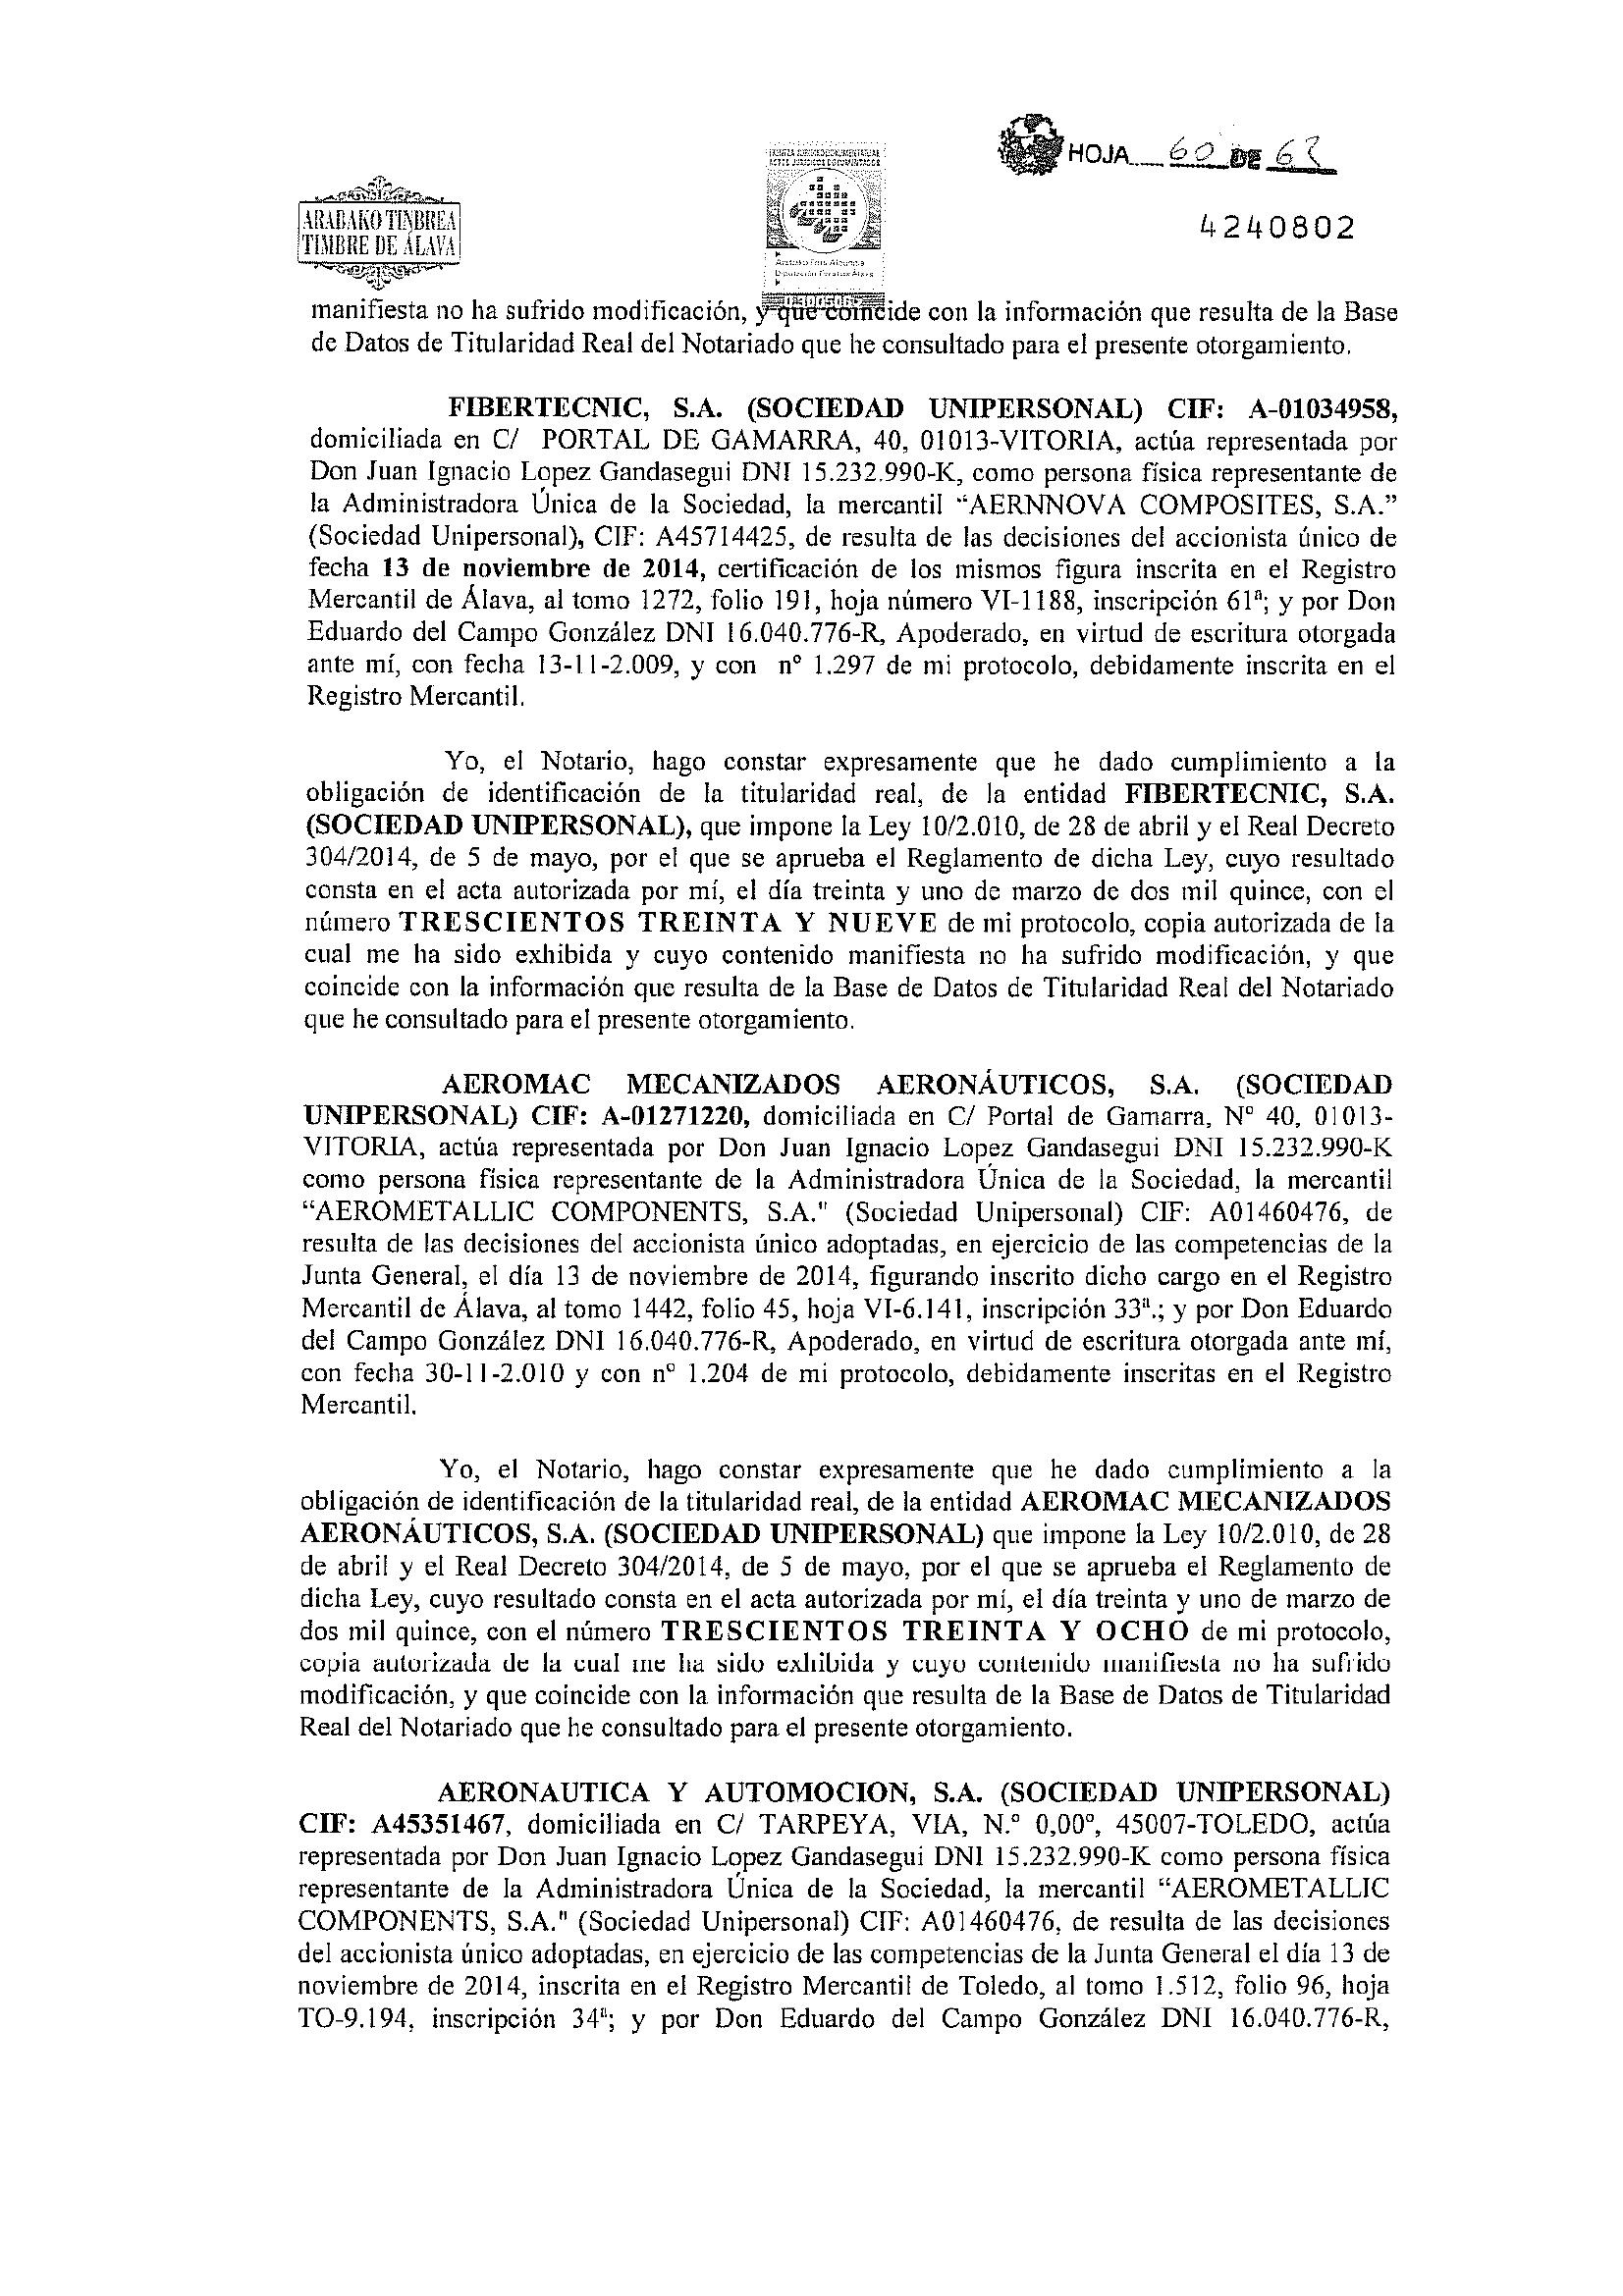 HOJA 60 DE 6
ARABAKO TINBREA
TIMBRE DE ÁLAVA
4240802
manifiesta no ha sufrido modificación, y que coincide con la información que resulta de la Base
de Datos de Titularidad Real del Notariado que he consultado para el presente otorgamiento.
FIBERTECNIC, S.A. (SOCIEDAD UNIPERSONAL) CIF: A-01034958,
domiciliada en C/ PORTAL DE GAMARRA, 40, 01013-VITORIA, actúa representada por
Don Juan Ignacio Lopez Gandasegui DNI 15.232.990-K, como persona física representante de
la Administradora Única de la Sociedad, la mercantil "AERNNOVA COMPOSITES, S.A."
(Sociedad Unipersonal), CIF: A45714425, de resulta de las decisiones del accionista único de
fecha 13 de noviembre de 2014, certificación de los mismos figura inscrita en el Registro
Mercantil de Álava, al tomo 1272, folio 191, hoja número VI-1188, inscripción 61ª; y por Don
Eduardo del Campo González DNI 16.040.776-R, Apoderado, en virtud de escritura otorgada
ante mí, con fecha 13-11-2.009, y con nº 1.297 de mi protocolo, debidamente inscrita en el
Registro Mercantil.
Yo, el Notario, hago constar expresamente que he dado cumplimiento a la
obligación de identificación de la titularidad real, de la entidad FIBERTECNIC, S.A.
(SOCIEDAD UNIPERSONAL), que impone la Ley 10/2.010, de 28 de abril y el Real Decreto
304/2014, de 5 de mayo, por el que se aprueba el Reglamento de dicha Ley, cuyo resultado
consta en el acta autorizada por mí, el día treinta y uno de marzo de dos mil quince, con el
número TRESCIENTOS TREINTA Y NUEVE de mi protocolo, copia autorizada de la
cual me ha sido exhibida y cuyo contenido manifiesta no ha sufrido modificación, y que
coincide con la información que resulta de la Base de Datos de Titularidad Real del Notariado
que he consultado para el presente otorgamiento.
AEROMAC MECANIZADOS AERONÁUTICOS, S.A. (SOCIEDAD
UNIPERSONAL) CIF: A-01271220, domiciliada en C/ Portal de Gamarra, Nº 40, 01013-
VITORIA, actúa representada por Don Juan Ignacio Lopez Gandasegui DNI 15.232.990-K
como persona física representante de la Administradora Única de la Sociedad, la mercantil
"AEROMETALLIC COMPONENTS, S.A." (Sociedad Unipersonal) CIF: A01460476, de
resulta de las decisiones del accionista único adoptadas, en ejercicio de las competencias de la
Junta General, el día 13 de noviembre de 2014, figurando inscrito dicho cargo en el Registro
Mercantil de Álava, al tomo 1442, folio 45, hoja VI-6.141, inscripción 33ª.; y por Don Eduardo
del Campo González DNI 16.040.776-R, Apoderado, en virtud de escritura otorgada ante mí,
con fecha 30-11-2.010 y con nº 1.204 de mi protocolo, debidamente inscritas en el Registro
Mercantil.
Yo, el Notario, hago constar expresamente que he dado cumplimiento a la
obligación de identificación de la titularidad real, de la entidad AEROMAC MECANIZADOS
AERONÁUTICOS, S.A. (SOCIEDAD UNIPERSONAL) que impone la Ley 10/2.010, de 28
de abril y el Real Decreto 304/2014, de 5 de mayo, por el que se aprueba el Reglamento de
dicha Ley, cuyo resultado consta en el acta autorizada por mí, el día treinta y uno de marzo de
dos mil quince, con el número TRESCIENTOS TREINTA Y OCHO de mi protocolo,
copia autorizada de la cual me ha sido exhibida y cuyo contenido manifiesta no ha sufrido
modificación, y que coincide con la información que resulta de la Base de Datos de Titularidad
Real del Notariado que he consultado para el presente otorgamiento.
AERONAUTICA Y AUTOMOCION, S.A. (SOCIEDAD UNIPERSONAL)
CIF: A45351467, domiciliada en C/ TARPEYA, VIA, N.º 0,00º, 45007-TOLEDO, actúa
representada por Don Juan Ignacio Lopez Gandasegui DNI 15.232.990-K como persona física
representante de la Administradora Única de la Sociedad, la mercantil "AEROMETALLIC
COMPONENTS, S.A." (Sociedad Unipersonal) CIF: A01460476, de resulta de las decisiones
del accionista único adoptadas, en ejercicio de las competencias de la Junta General el día 13 de
noviembre de 2014, inscrita en el Registro Mercantil de Toledo, al tomo 1.512, folio 96, hoja
TO-9.194, inscripción 34ª; y por Don Eduardo del Campo González DNI 16.040.776-R,